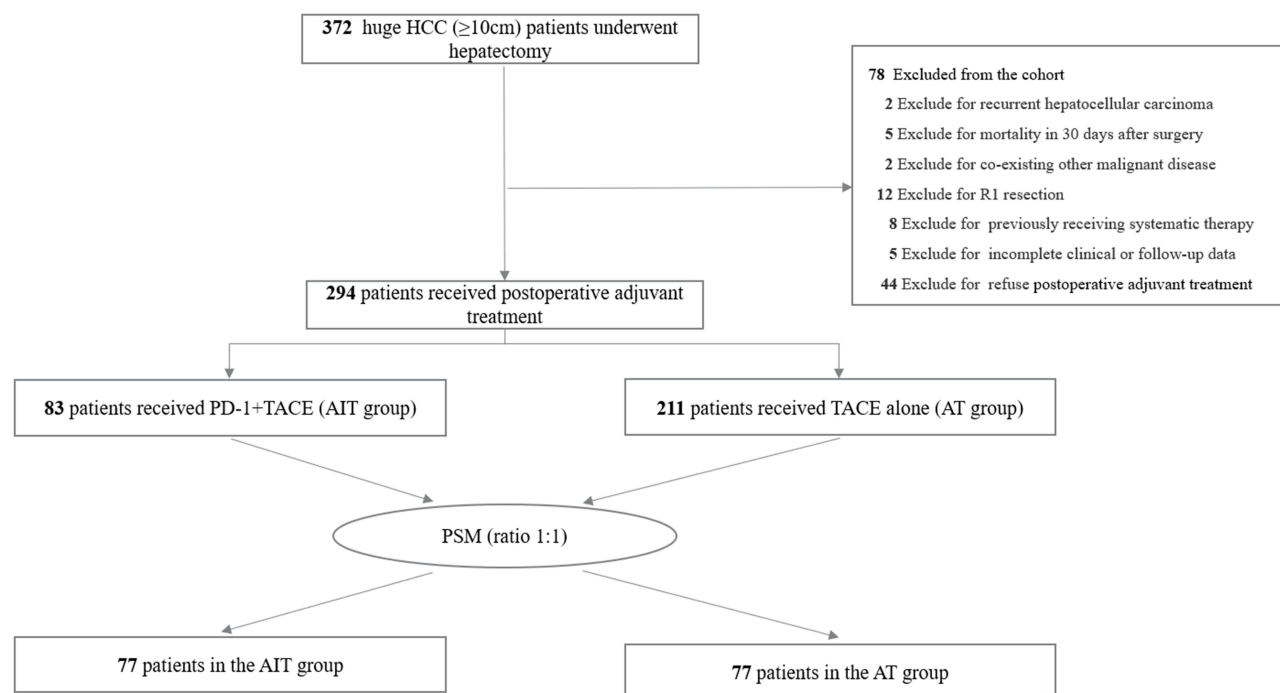 372 huge HCC (≥10cm) patients underwent
hepatectomy
78 Excluded from the cohort
2 Exclude for recurrent hepatocellular carcinoma
5 Exclude for mortality in 30 days after surgery
2 Exclude for co-existing other malignant disease
12 Exclude for R1 resection
8 Exclude for previously receiving systematic therapy
5 Exclude for incomplete clinical or follow-up data
44 Exclude for refuse postoperative adjuvant treatment
294 patients received postoperative adjuvant
treatment
83 patients received PD-1+TACE (AIT group)
211 patients received TACE alone (AT group)
PSM (ratio 1:1)
77 patients in the AIT group
77 patients in the AT group